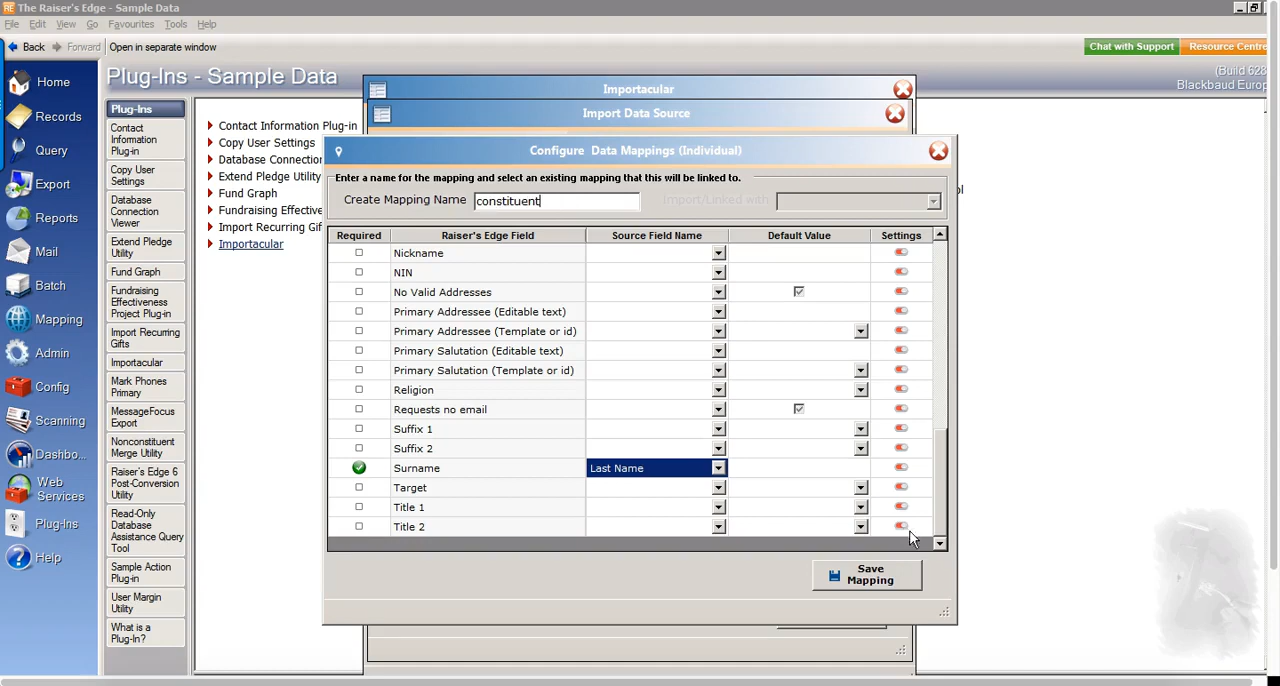 The Raiser's Edge - Sample Data
File Edit View Go Favourites Tools Help
Back Forward Open in separate window
Chat with Support Resource Centre
Plug-Ins - Sample Data
(Build 628
Blackbaud Europ
Home
Records
Query
Export
Reports
Mail
Batch
Mapping
Admin
Config
Scanning
Dashbo...
Web
Services
Plug-Ins
Help
Plug-Ins
Contact
Information
Plug-in
Copy User
Settings
Database
Connection
Viewer
Extend Pledge
Utility
Fund Graph
Fundraising
Effectiveness
Project Plug-in
Import Recurring
Gifts
Importacular
Mark Phones
Primary
MessageFocus
Export
Nonconstituent
Merge Utility
Raiser's Edge 6
Post-Conversion
Utility
Read-Only
Database
Assistance Query
Tool
Sample Action
Plug-in
User Margin
Utility
What is a
Plug-In?
Contact Information Plug-in
Copy User Settings
Database Connection
Extend Pledge Utility
Fund Graph
Fundraising Effective
Import Recurring Gif
Importacular
Importacular
Import Data Source
Configure Data Mappings (Individual)
Enter a name for the mapping and select an existing mapping that this will be linked to.
Create Mapping Name constituent Import/Linked with
Required Raiser's Edge Field Source Field Name Default Value Settings
Nickname
NIN
No Valid Addresses
Primary Addressee (Editable text)
Primary Addressee (Template or id)
Primary Salutation (Editable text)
Primary Salutation (Template or id)
Religion
Requests no email
Suffix 1
Suffix 2
Surname Last Name
Target
Title 1
Title 2
Save
Mapping